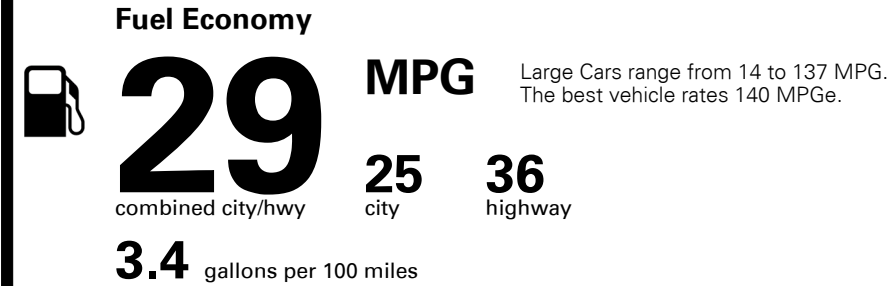 Fuel Economy
29 MPG
Large Cars range from 14 to 137 MPG.
The best vehicle rates 140 MPGe.
combined city/hwy
25 city
36 highway
3.4 gallons per 100 miles